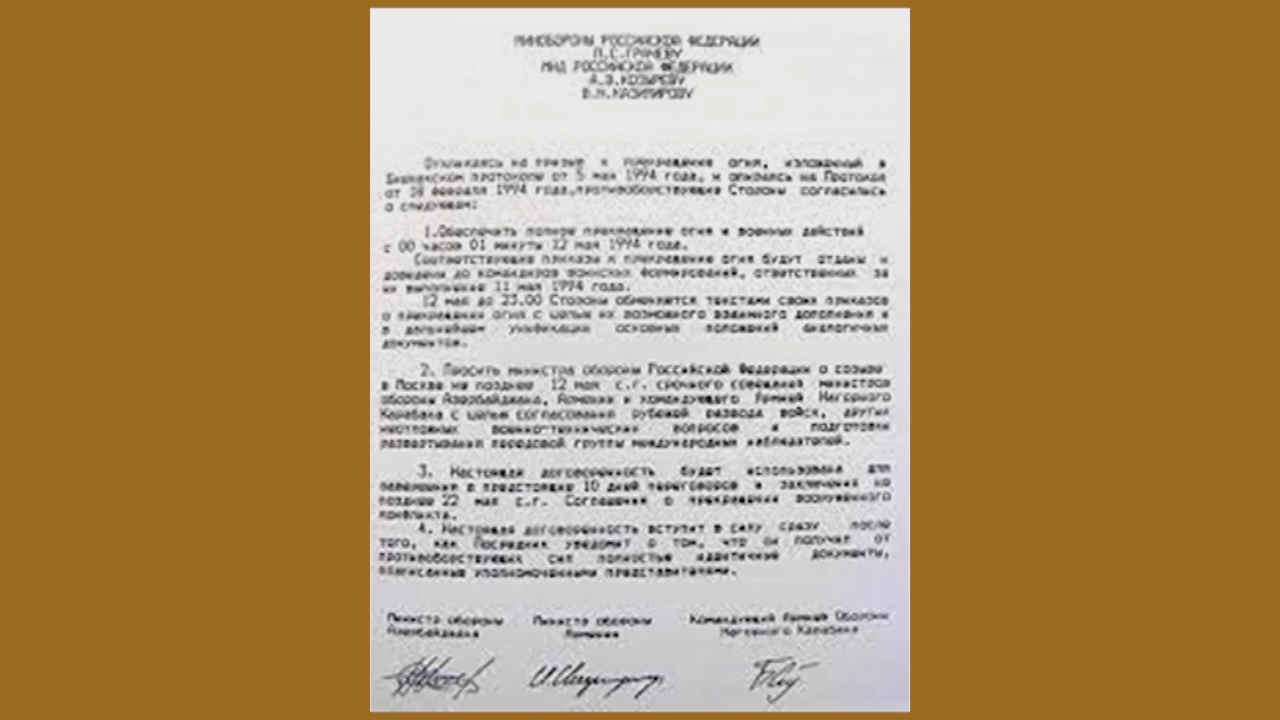 МИНОБОРОНЫ РОССИЙСКОЙ ФЕДЕРАЦИИ
П.С.ГРАЧЕВУ
МИД РОССИЙСКОЙ ФЕДЕРАЦИИ
А.В.КОЗЫРЕВУ
В.Н.КАЗИМИРОВУ
Откликаясь на призыв к прекращению огня, изложенный в
Бишкекском протоколе от 5 мая 1994 года, и опираясь на Протокол
от 18 февраля 1994 года,противоборствующие Стороны согласились
о следующем:
1.Обеспечить полное прекращение огня и военных действий
с 00 часов 01 минуты 12 мая 1994 года.
Соответствующие приказы о прекращении огня будут отданы и
доведены до командиров воинских формирований, ответственных за
их выполнение 11 мая 1994 года.
12 мая до 23.00 Стороны обменяются текстами своих приказов
о прекращении огня с целью их возможного взаимного дополнения и
в дальнейшем унификации основных положений аналогичных
документов.
2. Просить министра обороны Российской Федерации о созыве
в Москве не позднее 12 мая с.г. срочного совещания министров
обороны Азербайджана, Армении и командующего Армией Нагорного
Карабаха с целью согласования рубежей развода войск, других
неотложных военно-технических вопросов и подготовки
развертывания передовой группы международных наблюдателей.
3. Настоящая договоренность будет использована для
завершения в предстоящие 10 дней переговоров и заключения не
позднее 22 мая с.г. Соглашения о прекращении вооруженного
конфликта.
4. Настоящая договоренность вступит в силу сразу после
того, как Посредник уведомит о том, что он получил от
противоборствующих сил полностью идентичные документы,
подписанные уполномоченными представителями.
Министр обороны Министр обороны Командующий Армией Обороны
Азербайджана Армении Нагорного Карабаха